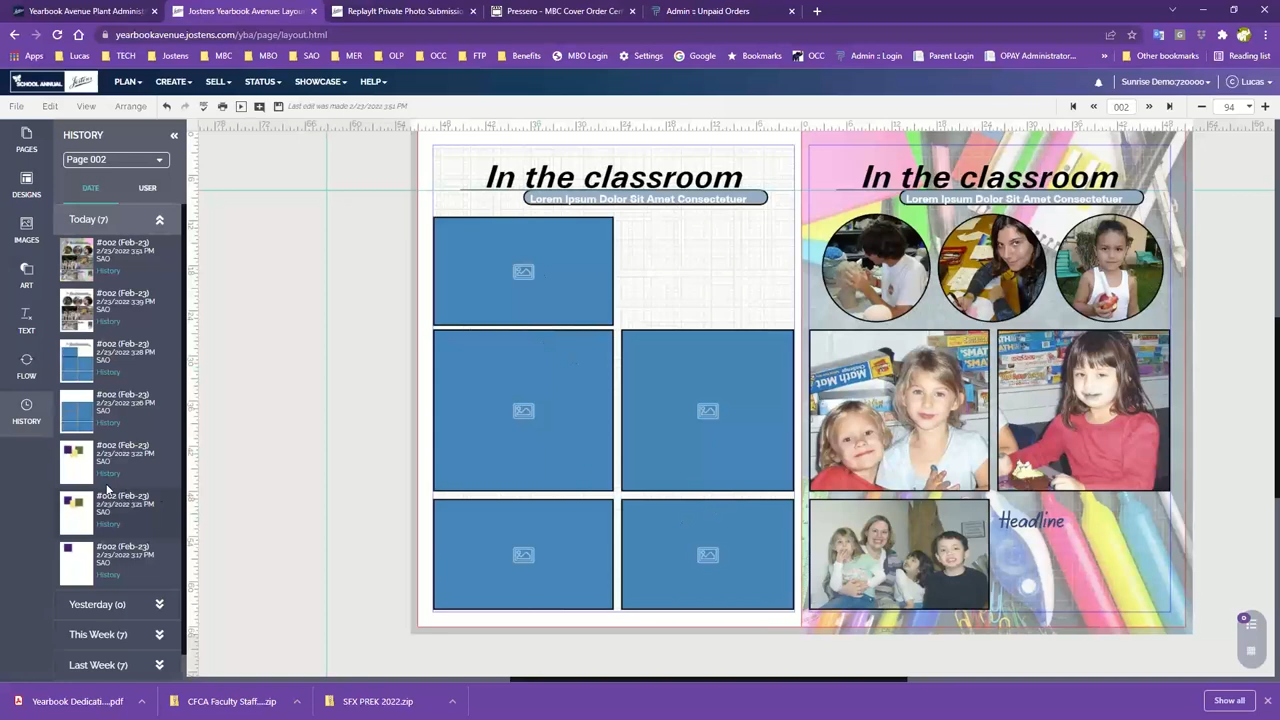 Yearbook Avenue Plant Administ
Jostens Yearbook Avenue: Layou
ReplayIt Private Photo Submissio
Pressero - MBC Cover Order Cer
Admin :: Unpaid Orders
yearbookavenue.jostens.com/yba/page/layout.html
Apps
Lucas
TECH
Jostens
MBC
MBO
SAO
MER
OLP
OCC
FTP
Benefits
MBO Login
Settings
Google
Bookmarks
OCC
Admin :: Login
Parent Login
OPAY Administrator...
Other bookmarks
Reading list
SCHOOL ANNUAL
Jostens
PLAN
CREATE
SELL
STATUS
SHOWCASE
HELP
Sunrise Demo:7200000
Lucas
File
Edit
View
Arrange
Last edit was made 2/23/2022 3:51 PM
002
94
PAGES
DESIGNS
IMAGES
ART
TEXT
FLOW
HISTORY
HISTORY
Page 002
DATE
USER
Today (7)
#002 (Feb-23)
2/23/2022 3:51 PM
SAO
History
#002 (Feb-23)
2/23/2022 3:39 PM
SAO
History
#002 (Feb-23)
2/23/2022 3:28 PM
SAO
History
#002 (Feb-23)
2/23/2022 3:26 PM
SAO
History
#002 (Feb-23)
2/23/2022 3:22 PM
SAO
History
#002 (Feb-23)
2/23/2022 3:21 PM
SAO
History
#002 (Feb-23)
2/23/2022 3:17 PM
SAO
History
Yesterday (0)
This Week (7)
Last Week (7)
In the classroom
Lorem Ipsum Dolor Sit Amet Consectetuer
In the classroom
Lorem Ipsum Dolor Sit Amet Consectetuer
Headline
Yearbook Dedicati....pdf
CFCA Faculty Staff....zip
SFX PREK 2022.zip
Show all